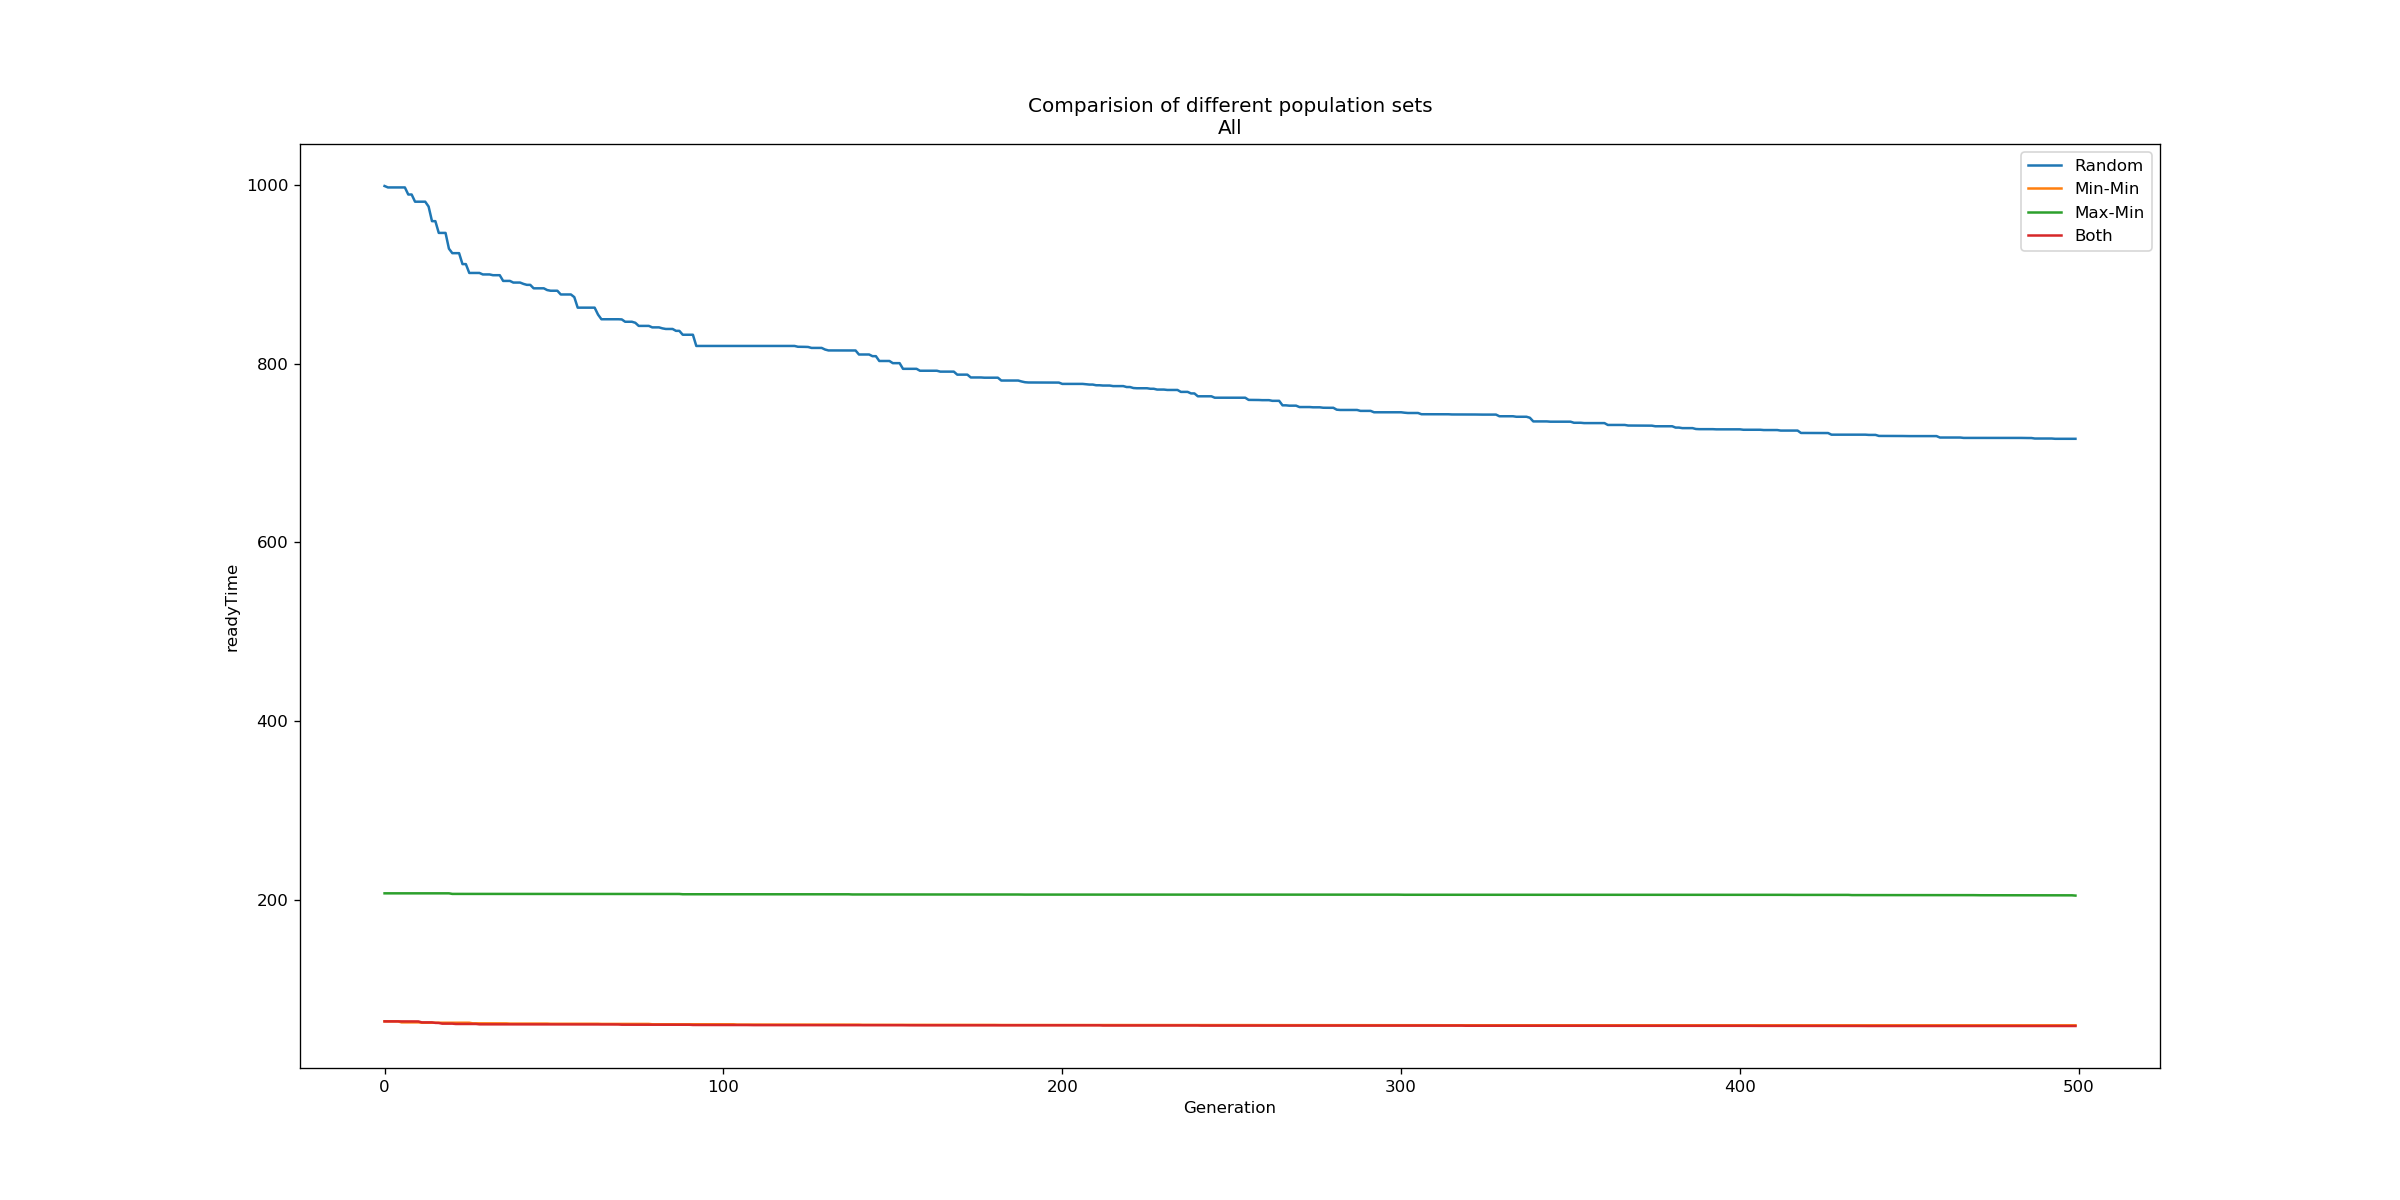 Comparision of different population sets
All
Random
Min-Min
Max-Min
Both
1000
800
600
400
200
readyTime
0 100 200 300 400 500
Generation